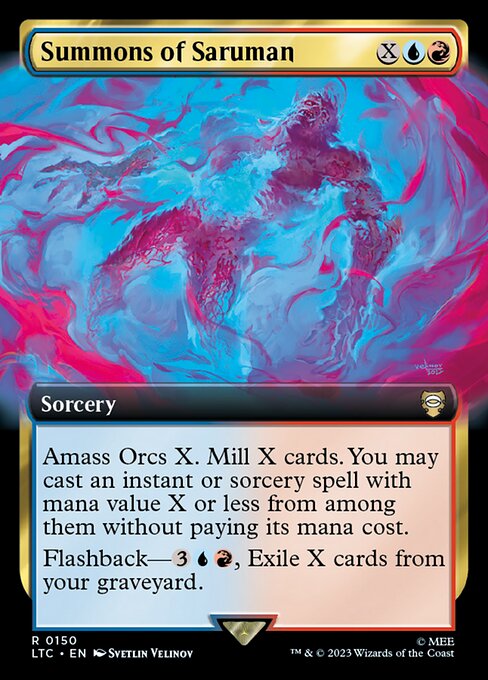 Summons of Saruman X
velinov
2022
Sorcery
Amass Orcs X. Mill X cards. You may
cast an instant or sorcery spell with
mana value X or less from among
them without paying its mana cost.
Flashback—3, Exile X cards from
your graveyard.
R 0150
LTC • EN Svetlin Velinov
© MEE
™ & © 2023 Wizards of the Coast